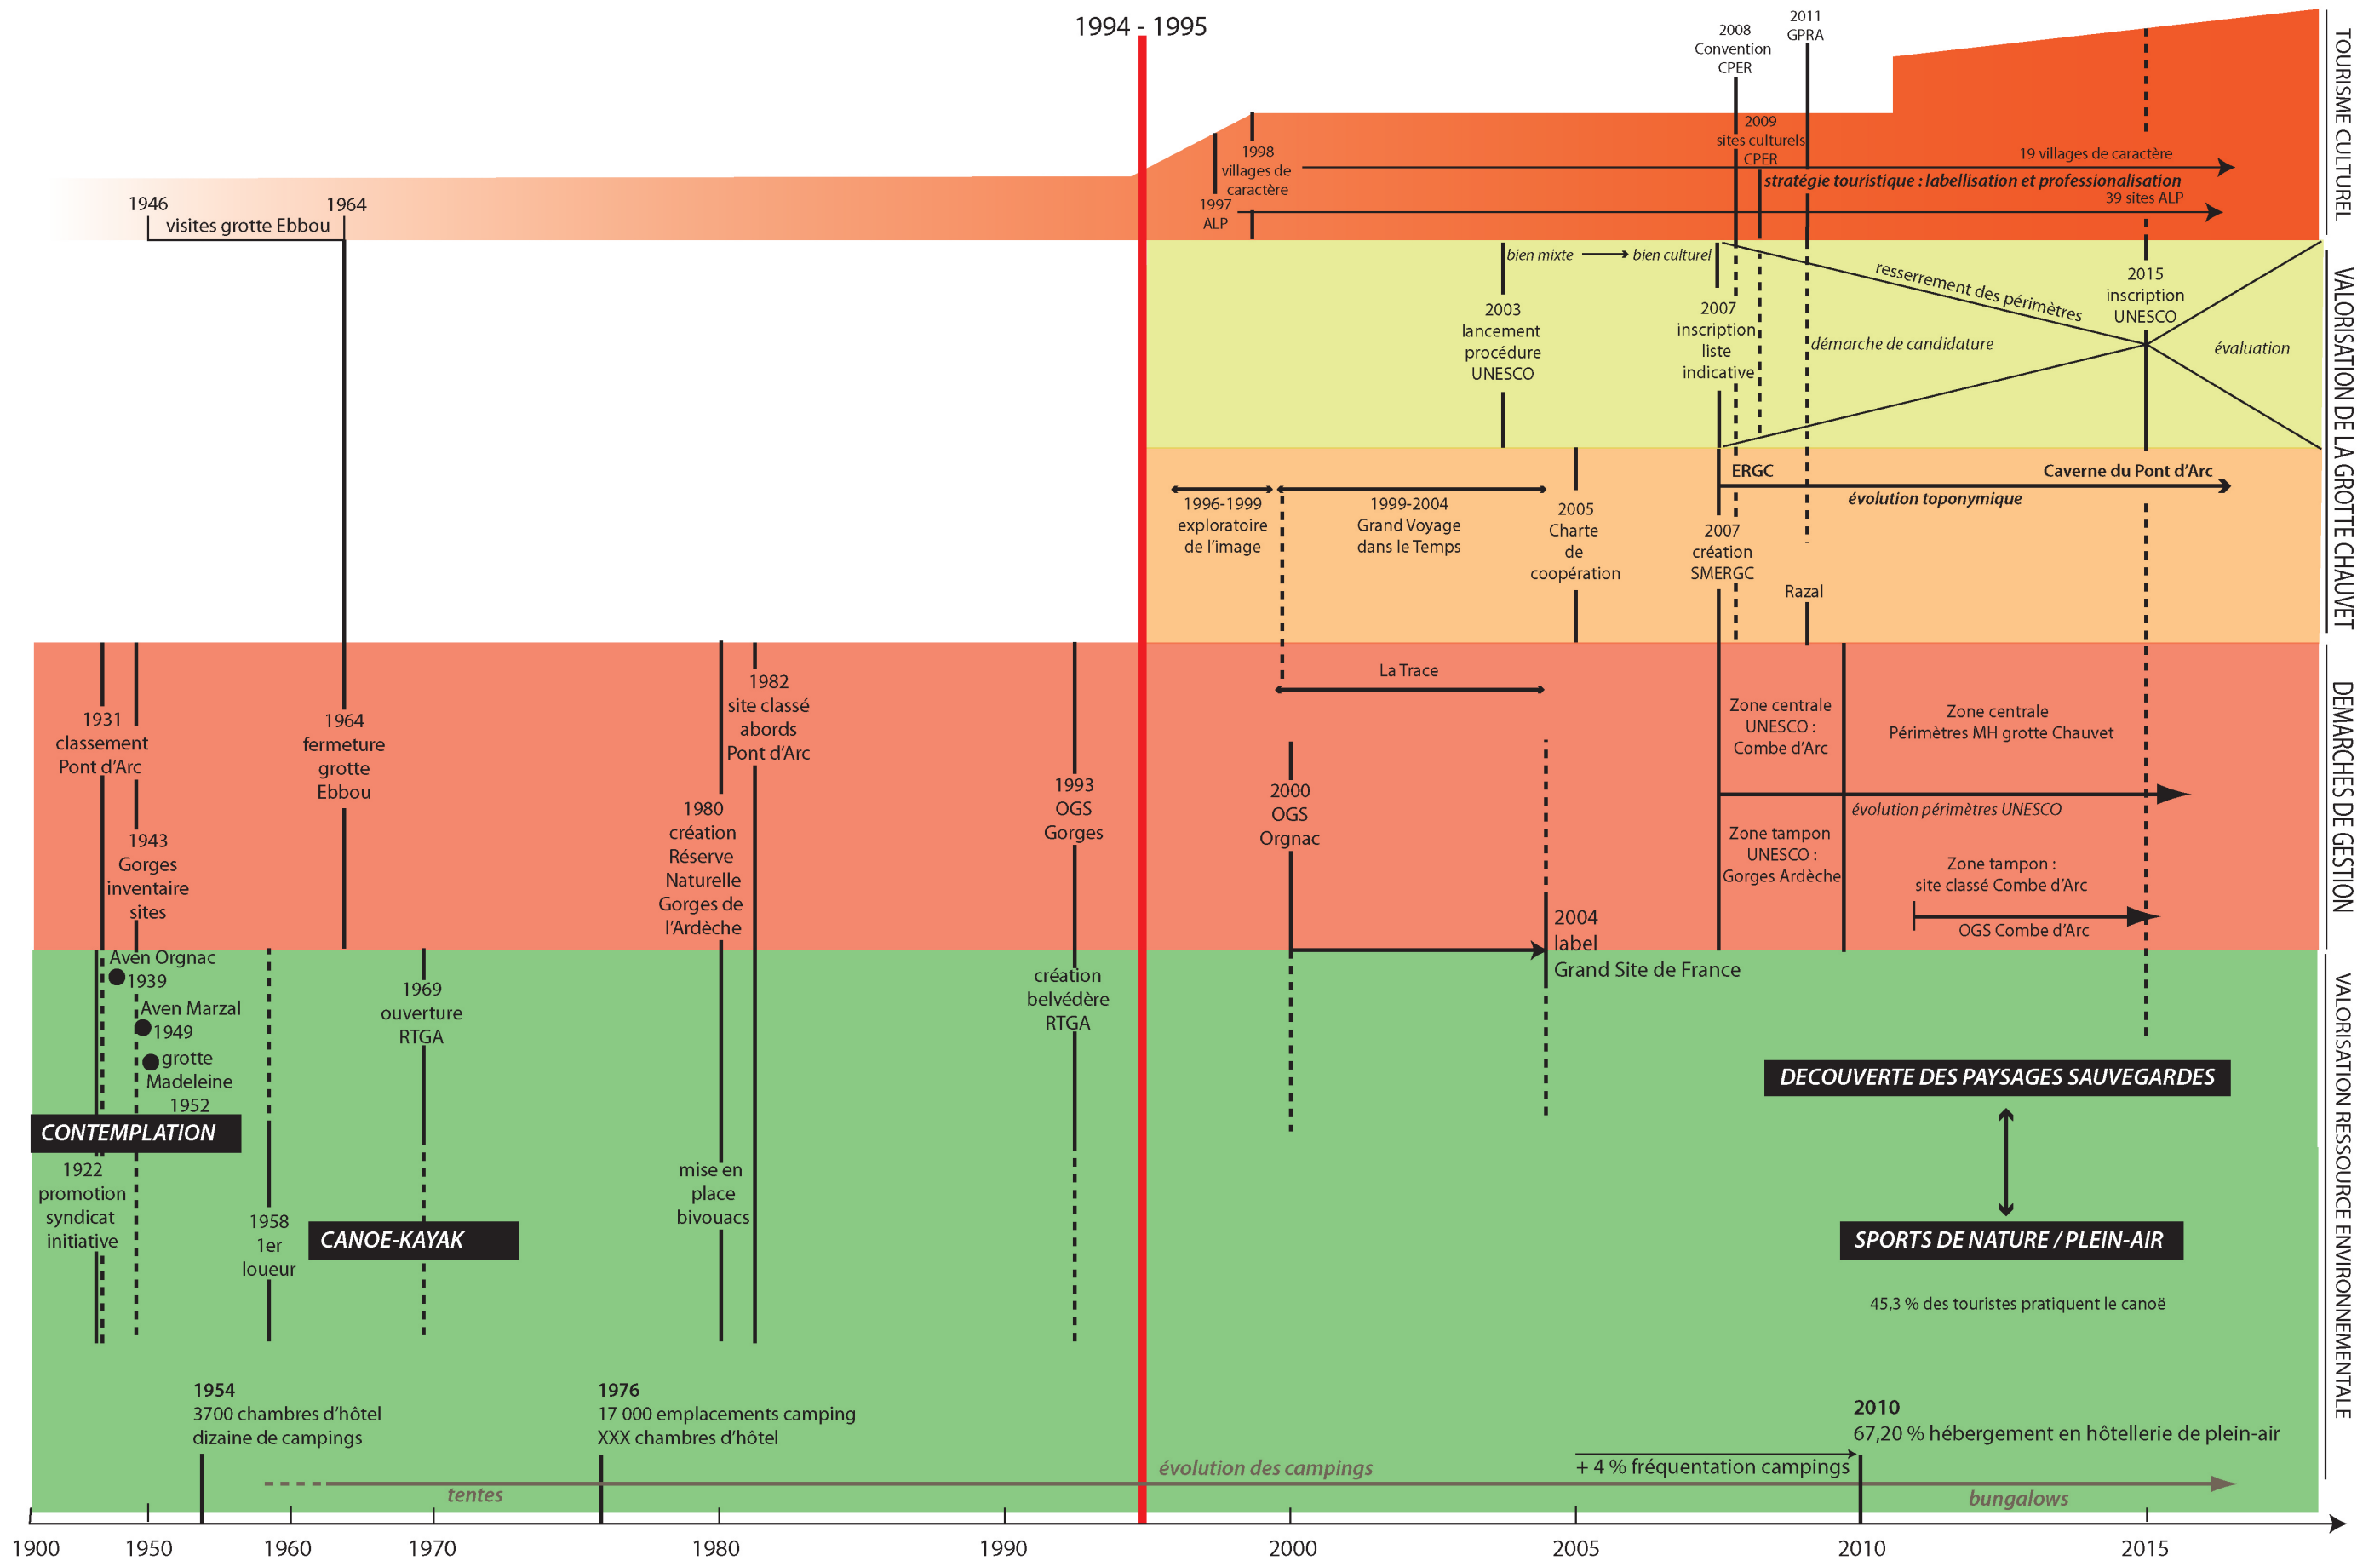 1994 - 1995
2008
Convention
CPER
2011
GPRA
TOURISME CULTUREL
1946
1964
visites grotte Ebbou
1998
villages de
caractère
1997
ALP
2009
sites culturels
CPER
19 villages de caractère
stratégie touristique : labellisation et professionalisation
39 sites ALP
VALORISATION DE LA GROTTE CHAUVET
bien mixte
bien culturel
2003
lancement
procédure
UNESCO
2007
inscription
liste
indicative
resserrement des périmètres
démarche de candidature
2015
inscription
UNESCO
évaluation
1996-1999
exploratoire
de l'image
1999-2004
Grand Voyage
dans le Temps
2005
Charte
de
coopération
ERGC
Caverne du Pont d'Arc
évolution toponymique
2007
création
SMERGC
Razal
DEMARCHES DE GESTION
1931
classement
Pont d'Arc
1943
Gorges
inventaire
sites
1964
fermeture
grotte
Ebbou
1980
création
Réserve
Naturelle
Gorges de
l'Ardèche
1982
site classé
abords
Pont d'Arc
1993
OGS
Gorges
La Trace
2000
OGS
Orgnac
2004
label
Grand Site de France
Zone centrale
UNESCO :
Combe d'Arc
Zone centrale
Périmètres MH grotte Chauvet
évolution périmètres UNESCO
Zone tampon
UNESCO :
Gorges Ardèche
Zone tampon :
site classé Combe d'Arc
OGS Combe d'Arc
VALORISATION RESSOURCE ENVIRONNEMENTALE
Aven Orgnac
1939
Aven Marzal
1949
grotte
Madeleine
1952
CONTEMPLATION
1922
promotion
syndicat
initiative
1958
1er
loueur
1969
ouverture
RTGA
CANOE-KAYAK
mise en
place
bivouacs
création
belvédère
RTGA
DECOUVERTE DES PAYSAGES SAUVEGARDES
SPORTS DE NATURE / PLEIN-AIR
45,3 % des touristes pratiquent le canoë
1954
3700 chambres d'hôtel
dizaine de campings
1976
17 000 emplacements camping
XXX chambres d'hôtel
2010
67,20 % hébergement en hôtellerie de plein-air
+ 4 % fréquentation campings
évolution des campings
tentes
bungalows
1900
1950
1960
1970
1980
1990
2000
2005
2010
2015